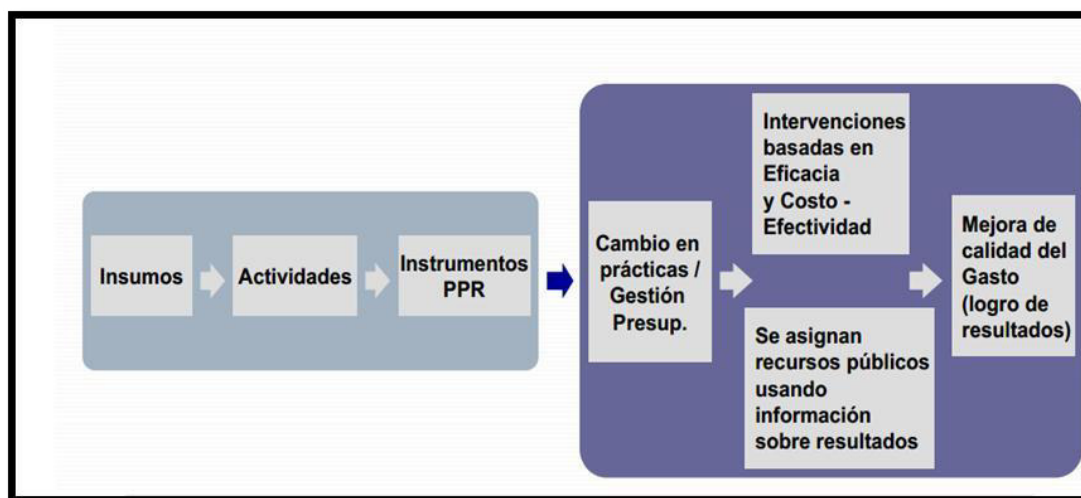 Insumos
Actividades
Instrumentos
PPR
Cambio en
prácticas /
Gestión
Presup.
Intervenciones
basadas en
Eficacia
y Costo -
Efectividad
Se asignan
recursos públicos
usando
información
sobre resultados
Mejora de
calidad del
Gasto
(logro de
resultados)